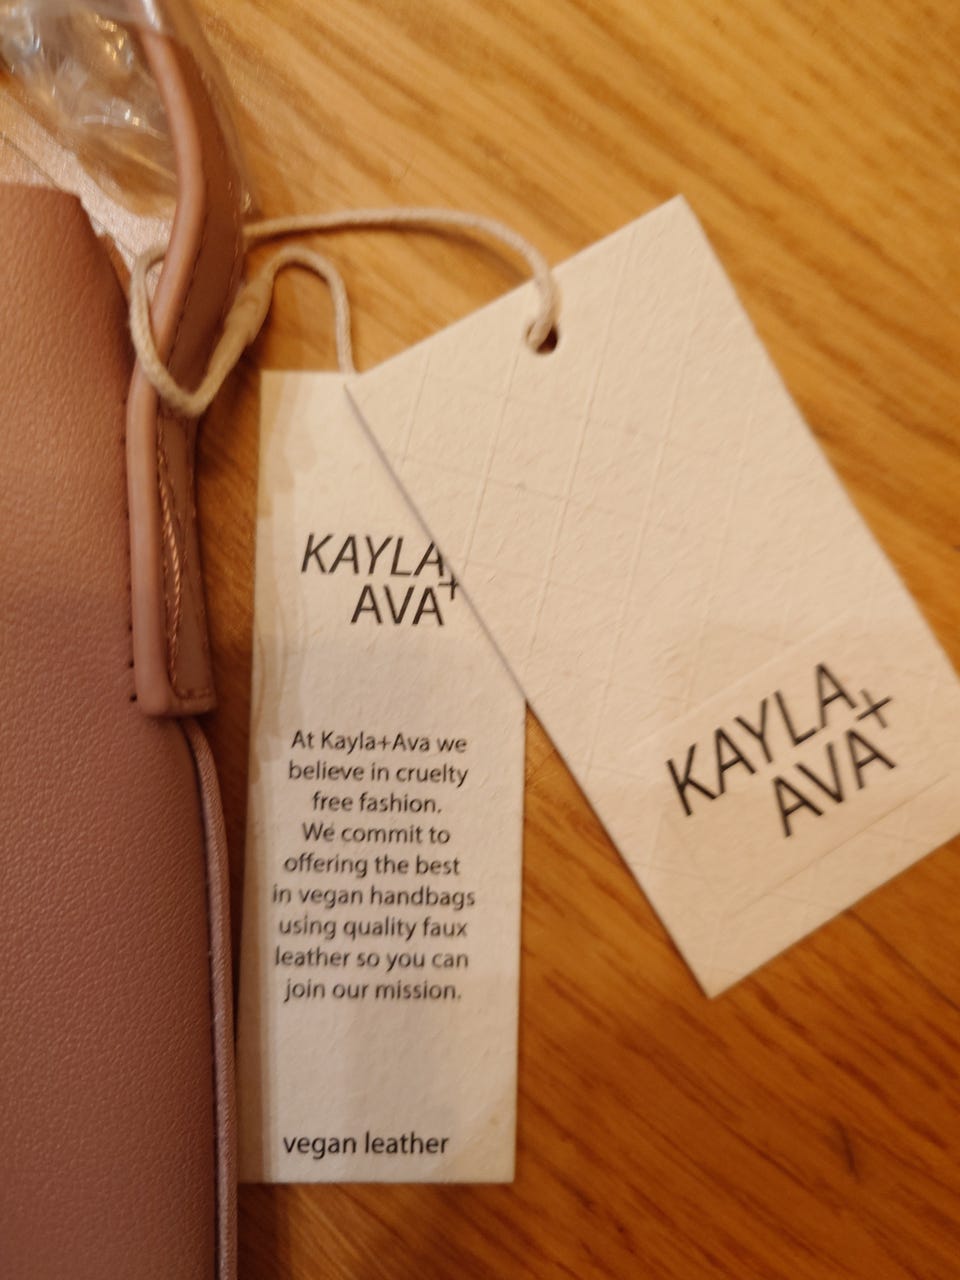 KAYLA+
AVA
At Kayla+Ava we
believe in cruelty
free fashion.
We commit to
offering the best
in vegan handbags
using quality faux
leather so you can
join our mission.
vegan leather
KAYLA+
AVA